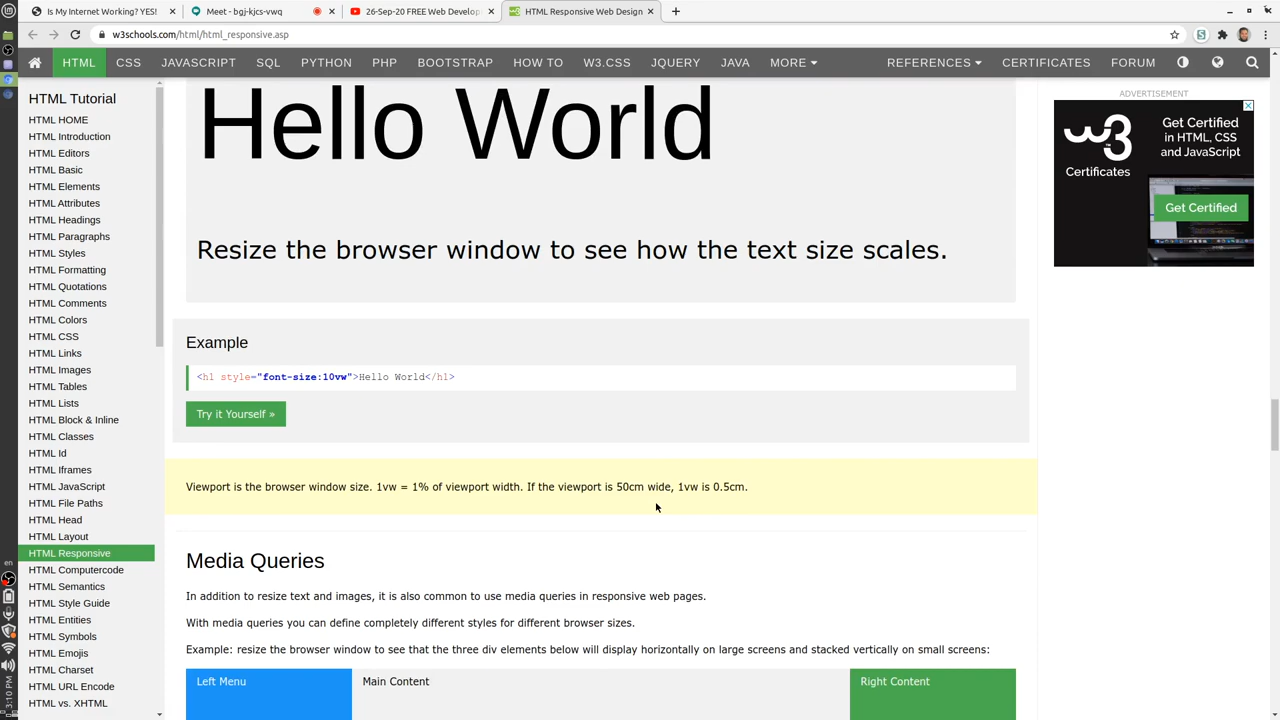 Is My Internet Working? YES!
Meet - bgj-kjcs-vwq
26-Sep-20 FREE Web Develop
HTML Responsive Web Design
w3schools.com/html/html_responsive.asp
HTML CSS JAVASCRIPT SQL PYTHON PHP BOOTSTRAP HOW TO W3.CSS JQUERY JAVA MORE REFERENCES CERTIFICATES FORUM
HTML Tutorial
HTML HOME
HTML Introduction
HTML Editors
HTML Basic
HTML Elements
HTML Attributes
HTML Headings
HTML Paragraphs
HTML Styles
HTML Formatting
HTML Quotations
HTML Comments
HTML Colors
HTML CSS
HTML Links
HTML Images
HTML Tables
HTML Lists
HTML Block & Inline
HTML Classes
HTML Id
HTML Iframes
HTML JavaScript
HTML File Paths
HTML Head
HTML Layout
HTML Responsive
HTML Computercode
HTML Semantics
HTML Style Guide
HTML Entities
HTML Symbols
HTML Emojis
HTML Charset
HTML URL Encode
HTML vs. XHTML
Hello World
Resize the browser window to see how the text size scales.
Example
<h1 style="font-size:10vw">Hello World</h1>
Try it Yourself »
Viewport is the browser window size. 1vw = 1% of viewport width. If the viewport is 50cm wide, 1vw is 0.5cm.
Media Queries
In addition to resize text and images, it is also common to use media queries in responsive web pages.
With media queries you can define completely different styles for different browser sizes.
Example: resize the browser window to see that the three div elements below will display horizontally on large screens and stacked vertically on small screens:
Left Menu
Main Content
Right Content
ADVERTISEMENT
w3
Certificates
Get Certified
in HTML, CSS
and JavaScript
Get Certified
en
3:10 PM